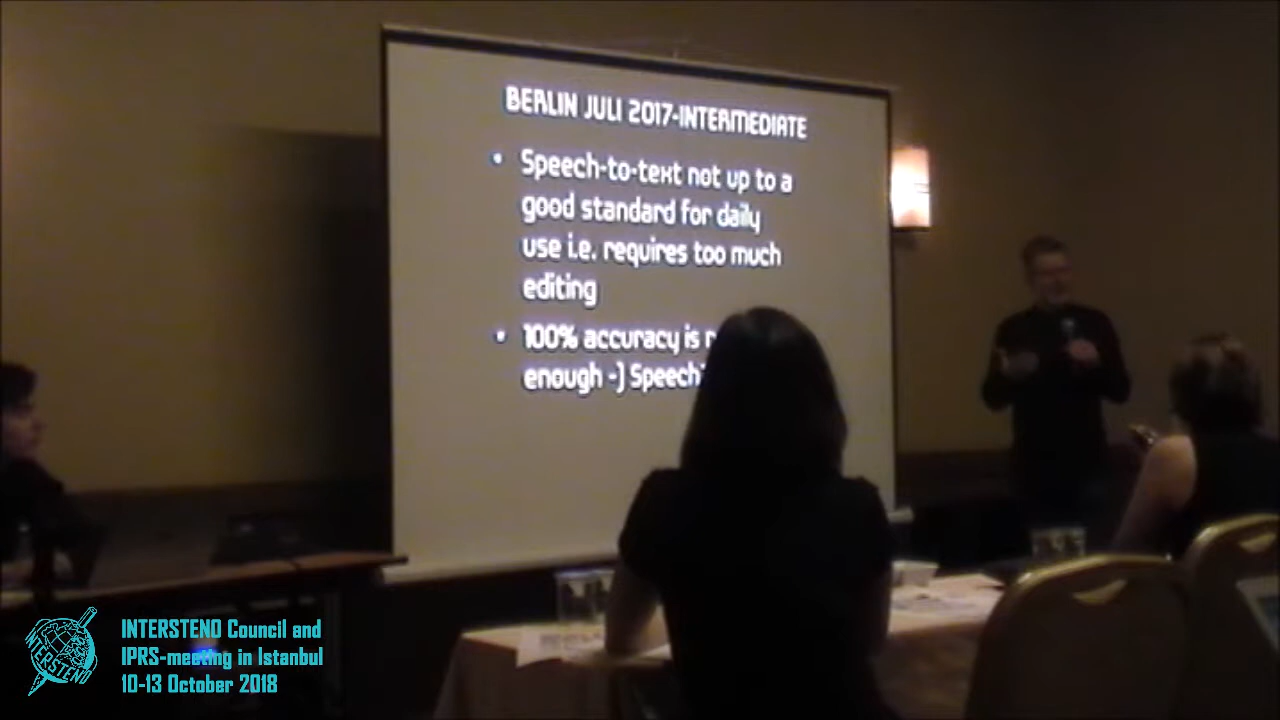 BERLIN JULI 2017-INTERMEDIATE
• Speech-to-text not up to a
good standard for daily
use i.e. requires too much
editing
• 100% accuracy is
enough -) Speech
INTERSTENO Council and
IPRS-meeting in Istanbul
10-13 October 2018
INTERSTENO